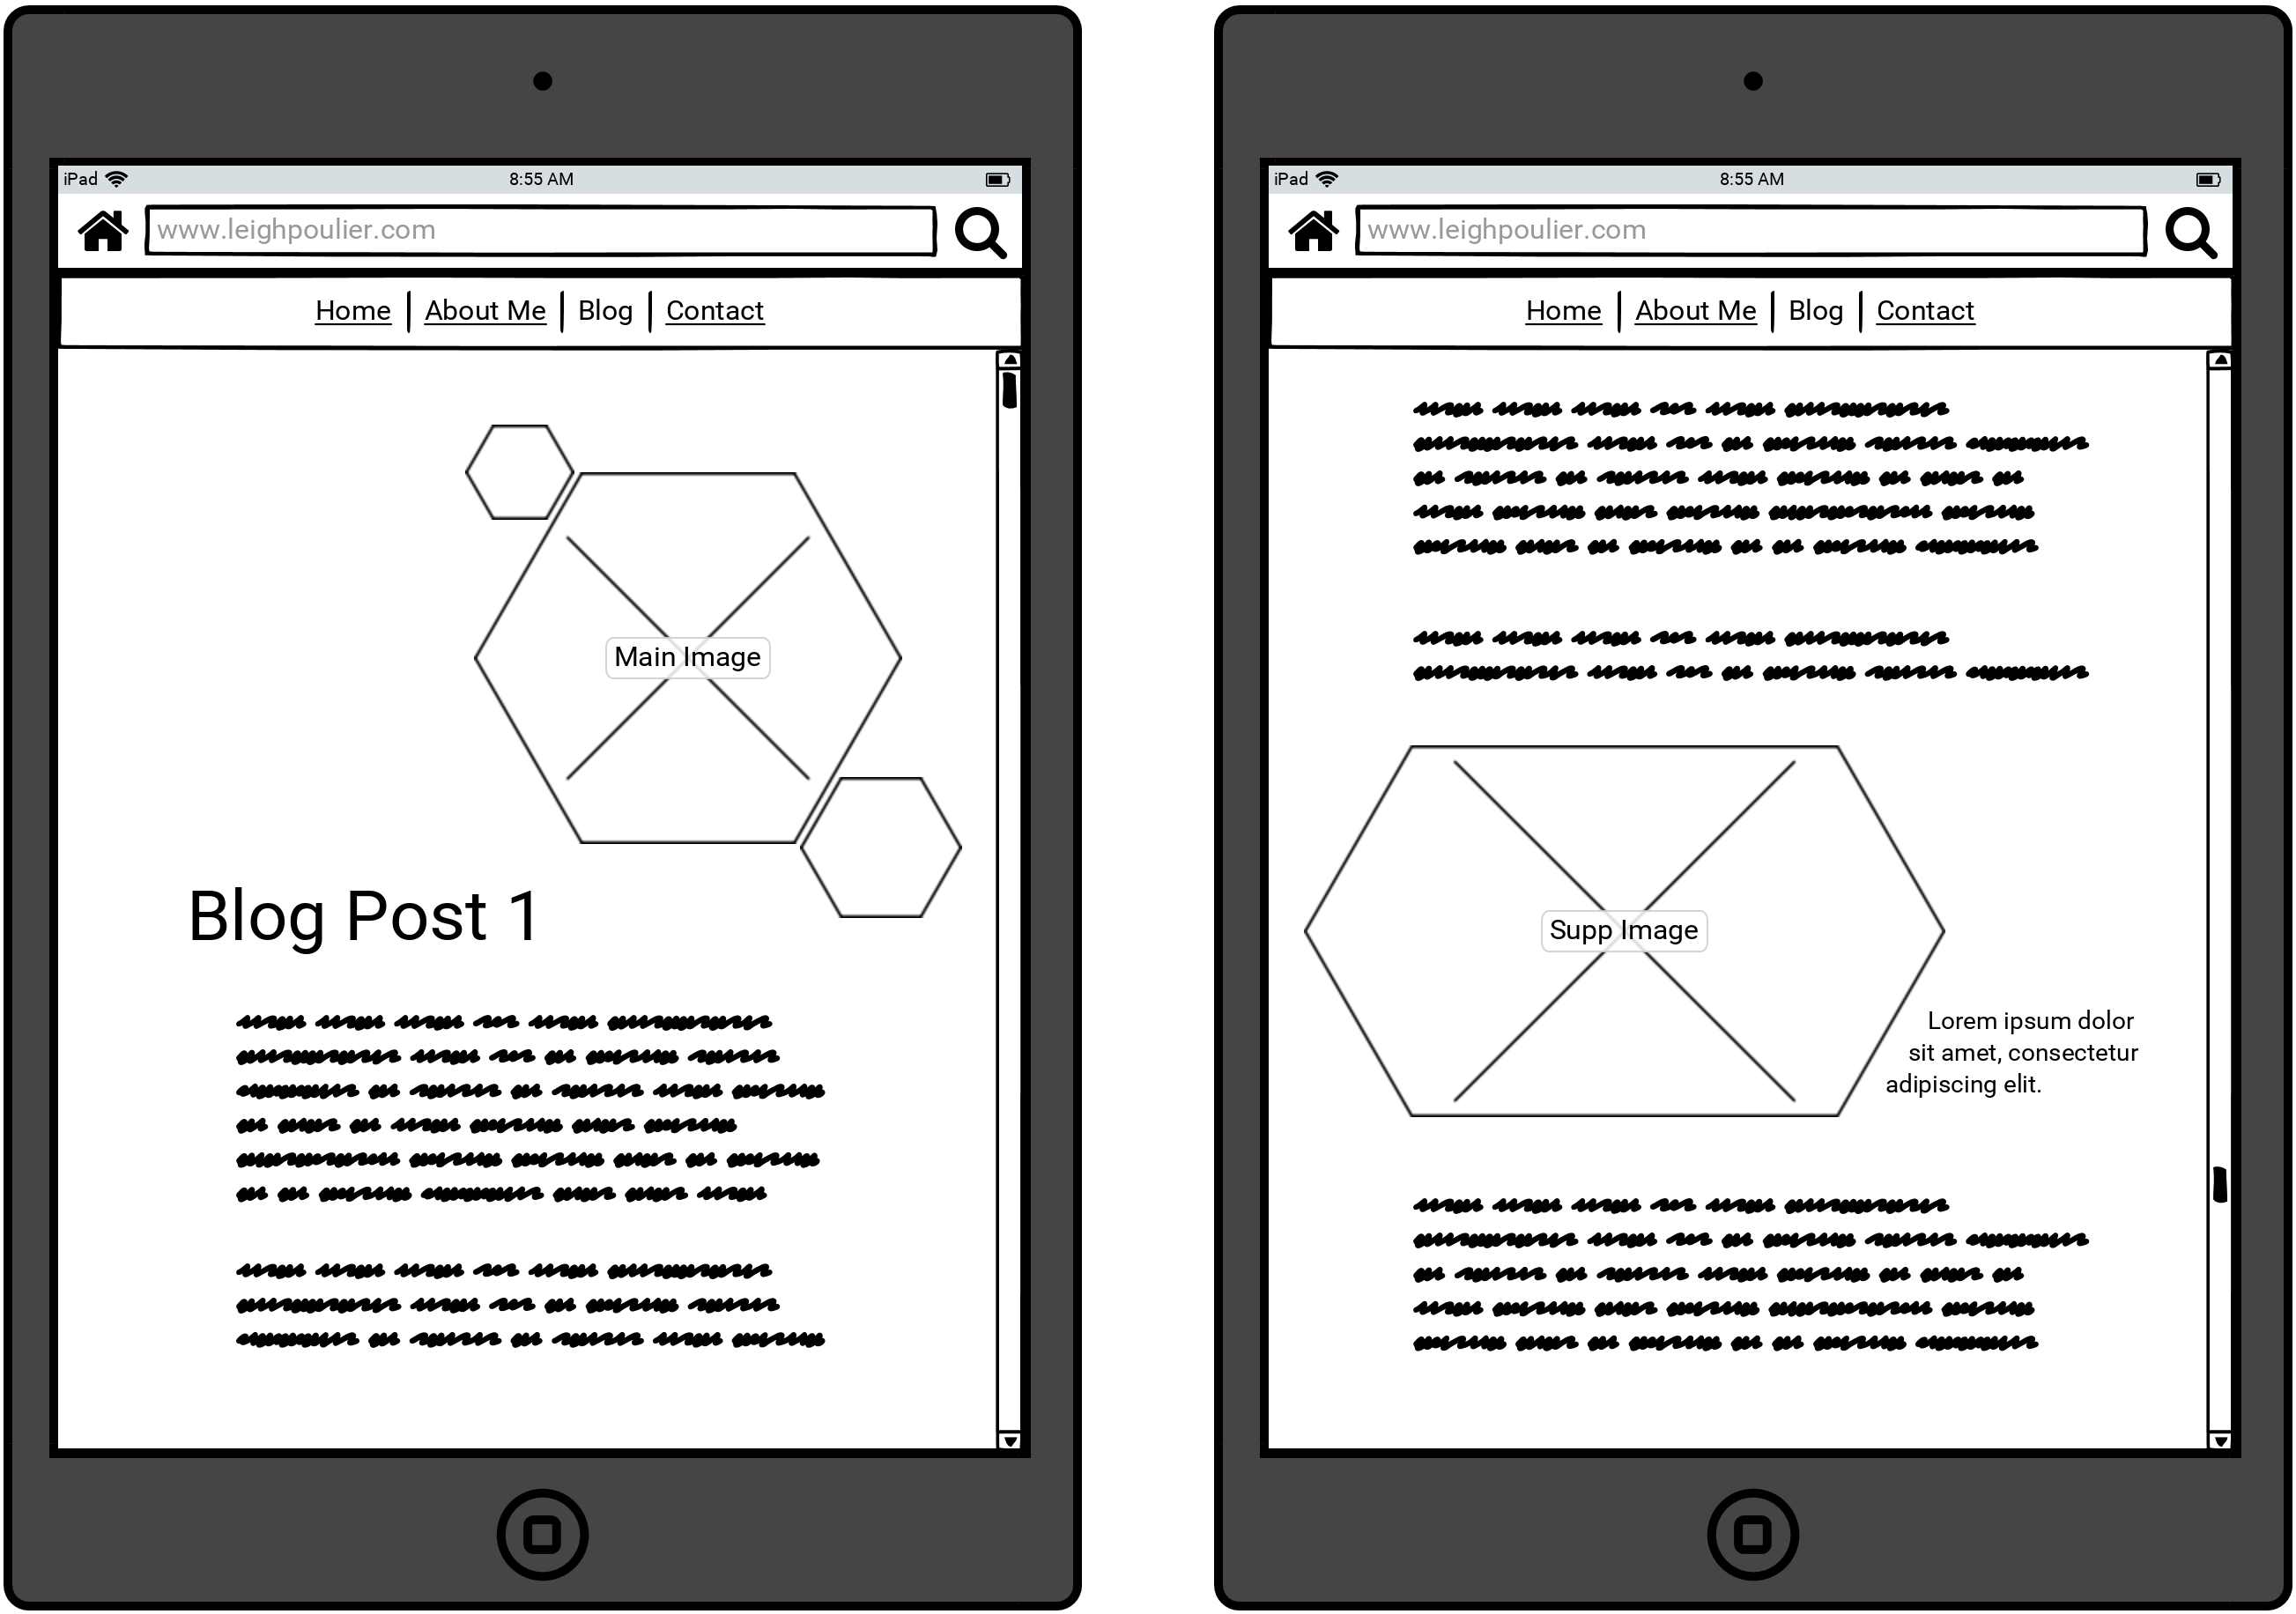 iPad 8:55 AM
www.leighpoulier.com
Home About Me Blog Contact
Main Image
Blog Post 1
iPad 8:55 AM
www.leighpoulier.com
Home About Me Blog Contact
Supp Image
Lorem ipsum dolor
sit amet, consectetur
adipiscing elit.